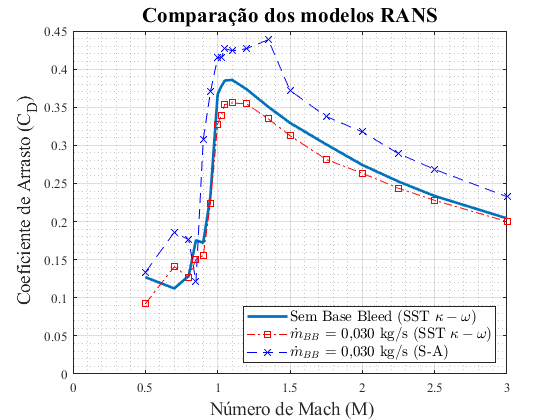 Comparação dos modelos RANS
Coeficiente de Arrasto (C_D)
0.45
0.4
0.35
0.3
0.25
0.2
0.15
0.1
0.05
0
0 0.5 1 1.5 2 2.5 3
Número de Mach (M)
Sem Base Bleed (SST κ − ω)
ṁ_BB = 0,030 kg/s (SST κ − ω)
ṁ_BB = 0,030 kg/s (S-A)